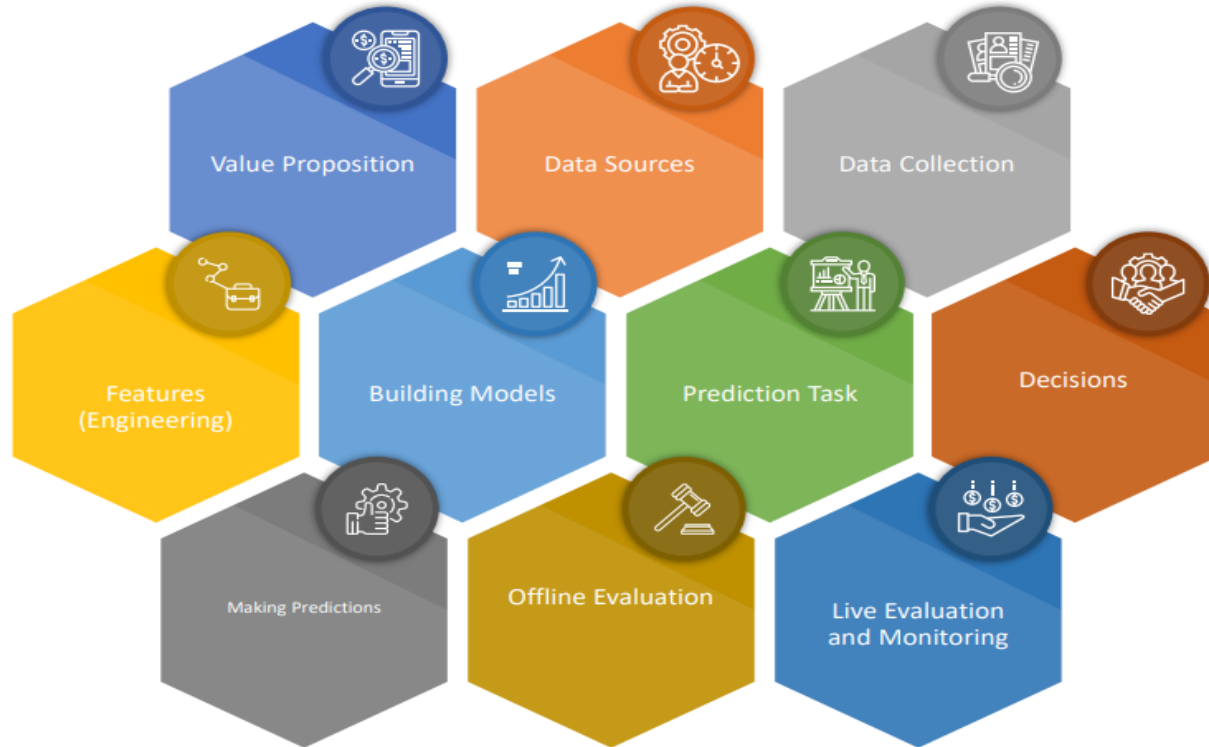 Value Proposition
Data Sources
Data Collection
Features
(Engineering)
Building Models
Prediction Task
Decisions
Making Predictions
Offline Evaluation
Live Evaluation
and Monitoring